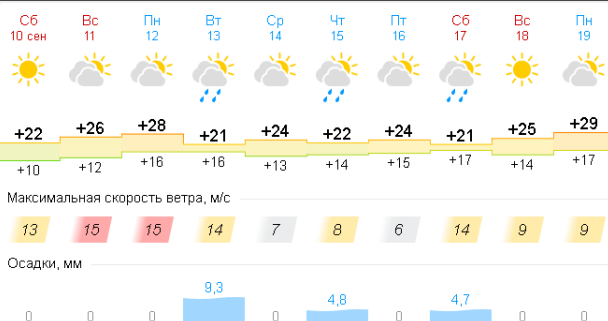 Сб Вс Пн Вт Ср Чт Пт Сб Вс Пн
10 сен 11 12 13 14 15 16 17 18 19
+22 +26 +28 +21 +24 +22 +24 +21 +25 +29
+10 +12 +16 +16 +13 +14 +15 +17 +14 +17
Максимальная скорость ветра, м/с
13 15 15 14 7 8 6 14 9 9
Осадки, мм
9,3 4,8 4,7
0 0 0 0 0 0 0